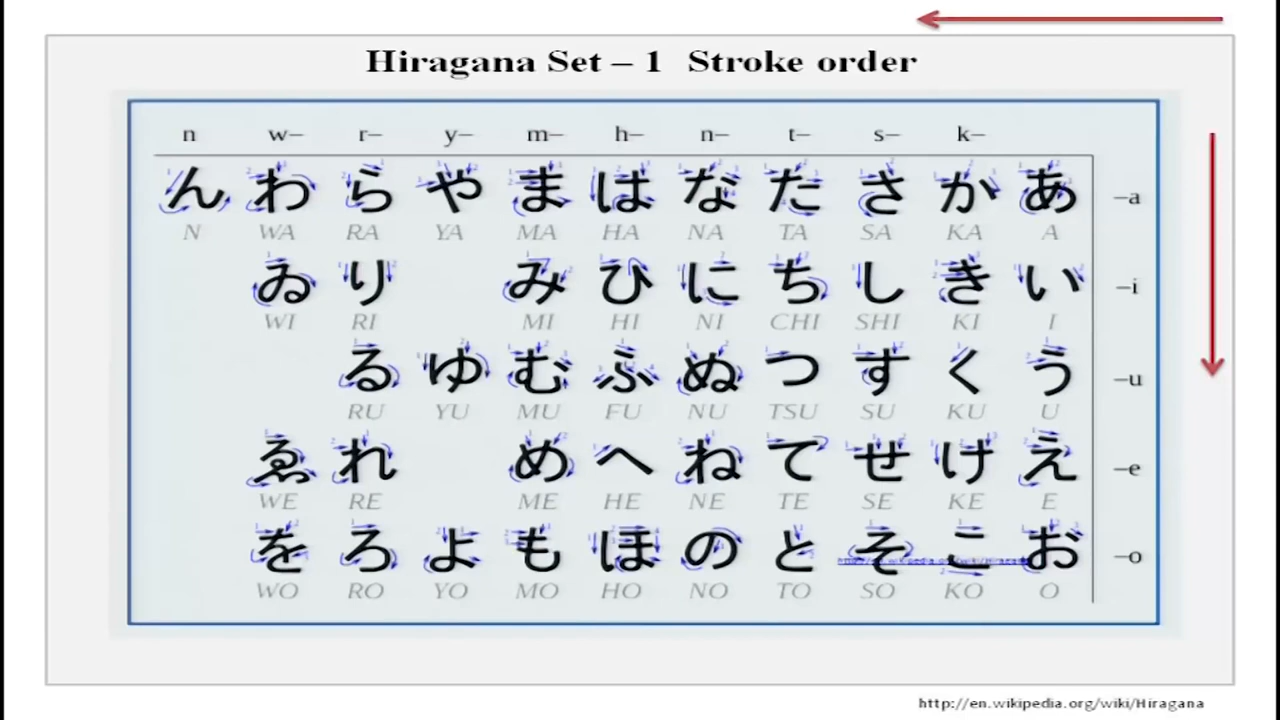 Hiragana Set – 1 Stroke order
n w– r– y– m– h– n– t– s– k–
ん わ ら や ま は な た さ か あ –a
N WA RA YA MA HA NA TA SA KA A
ゐ り み ひ に ち し き い –i
WI RI MI HI NI CHI SHI KI I
る ゆ む ふ ぬ つ す く う –u
RU YU MU FU NU TSU SU KU U
ゑ れ め へ ね て せ け え –e
WE RE ME HE NE TE SE KE E
を ろ よ も ほ の と そ こ お –o
WO RO YO MO HO NO TO SO KO O
http://en.wikipedia.org/wiki/Hiragana